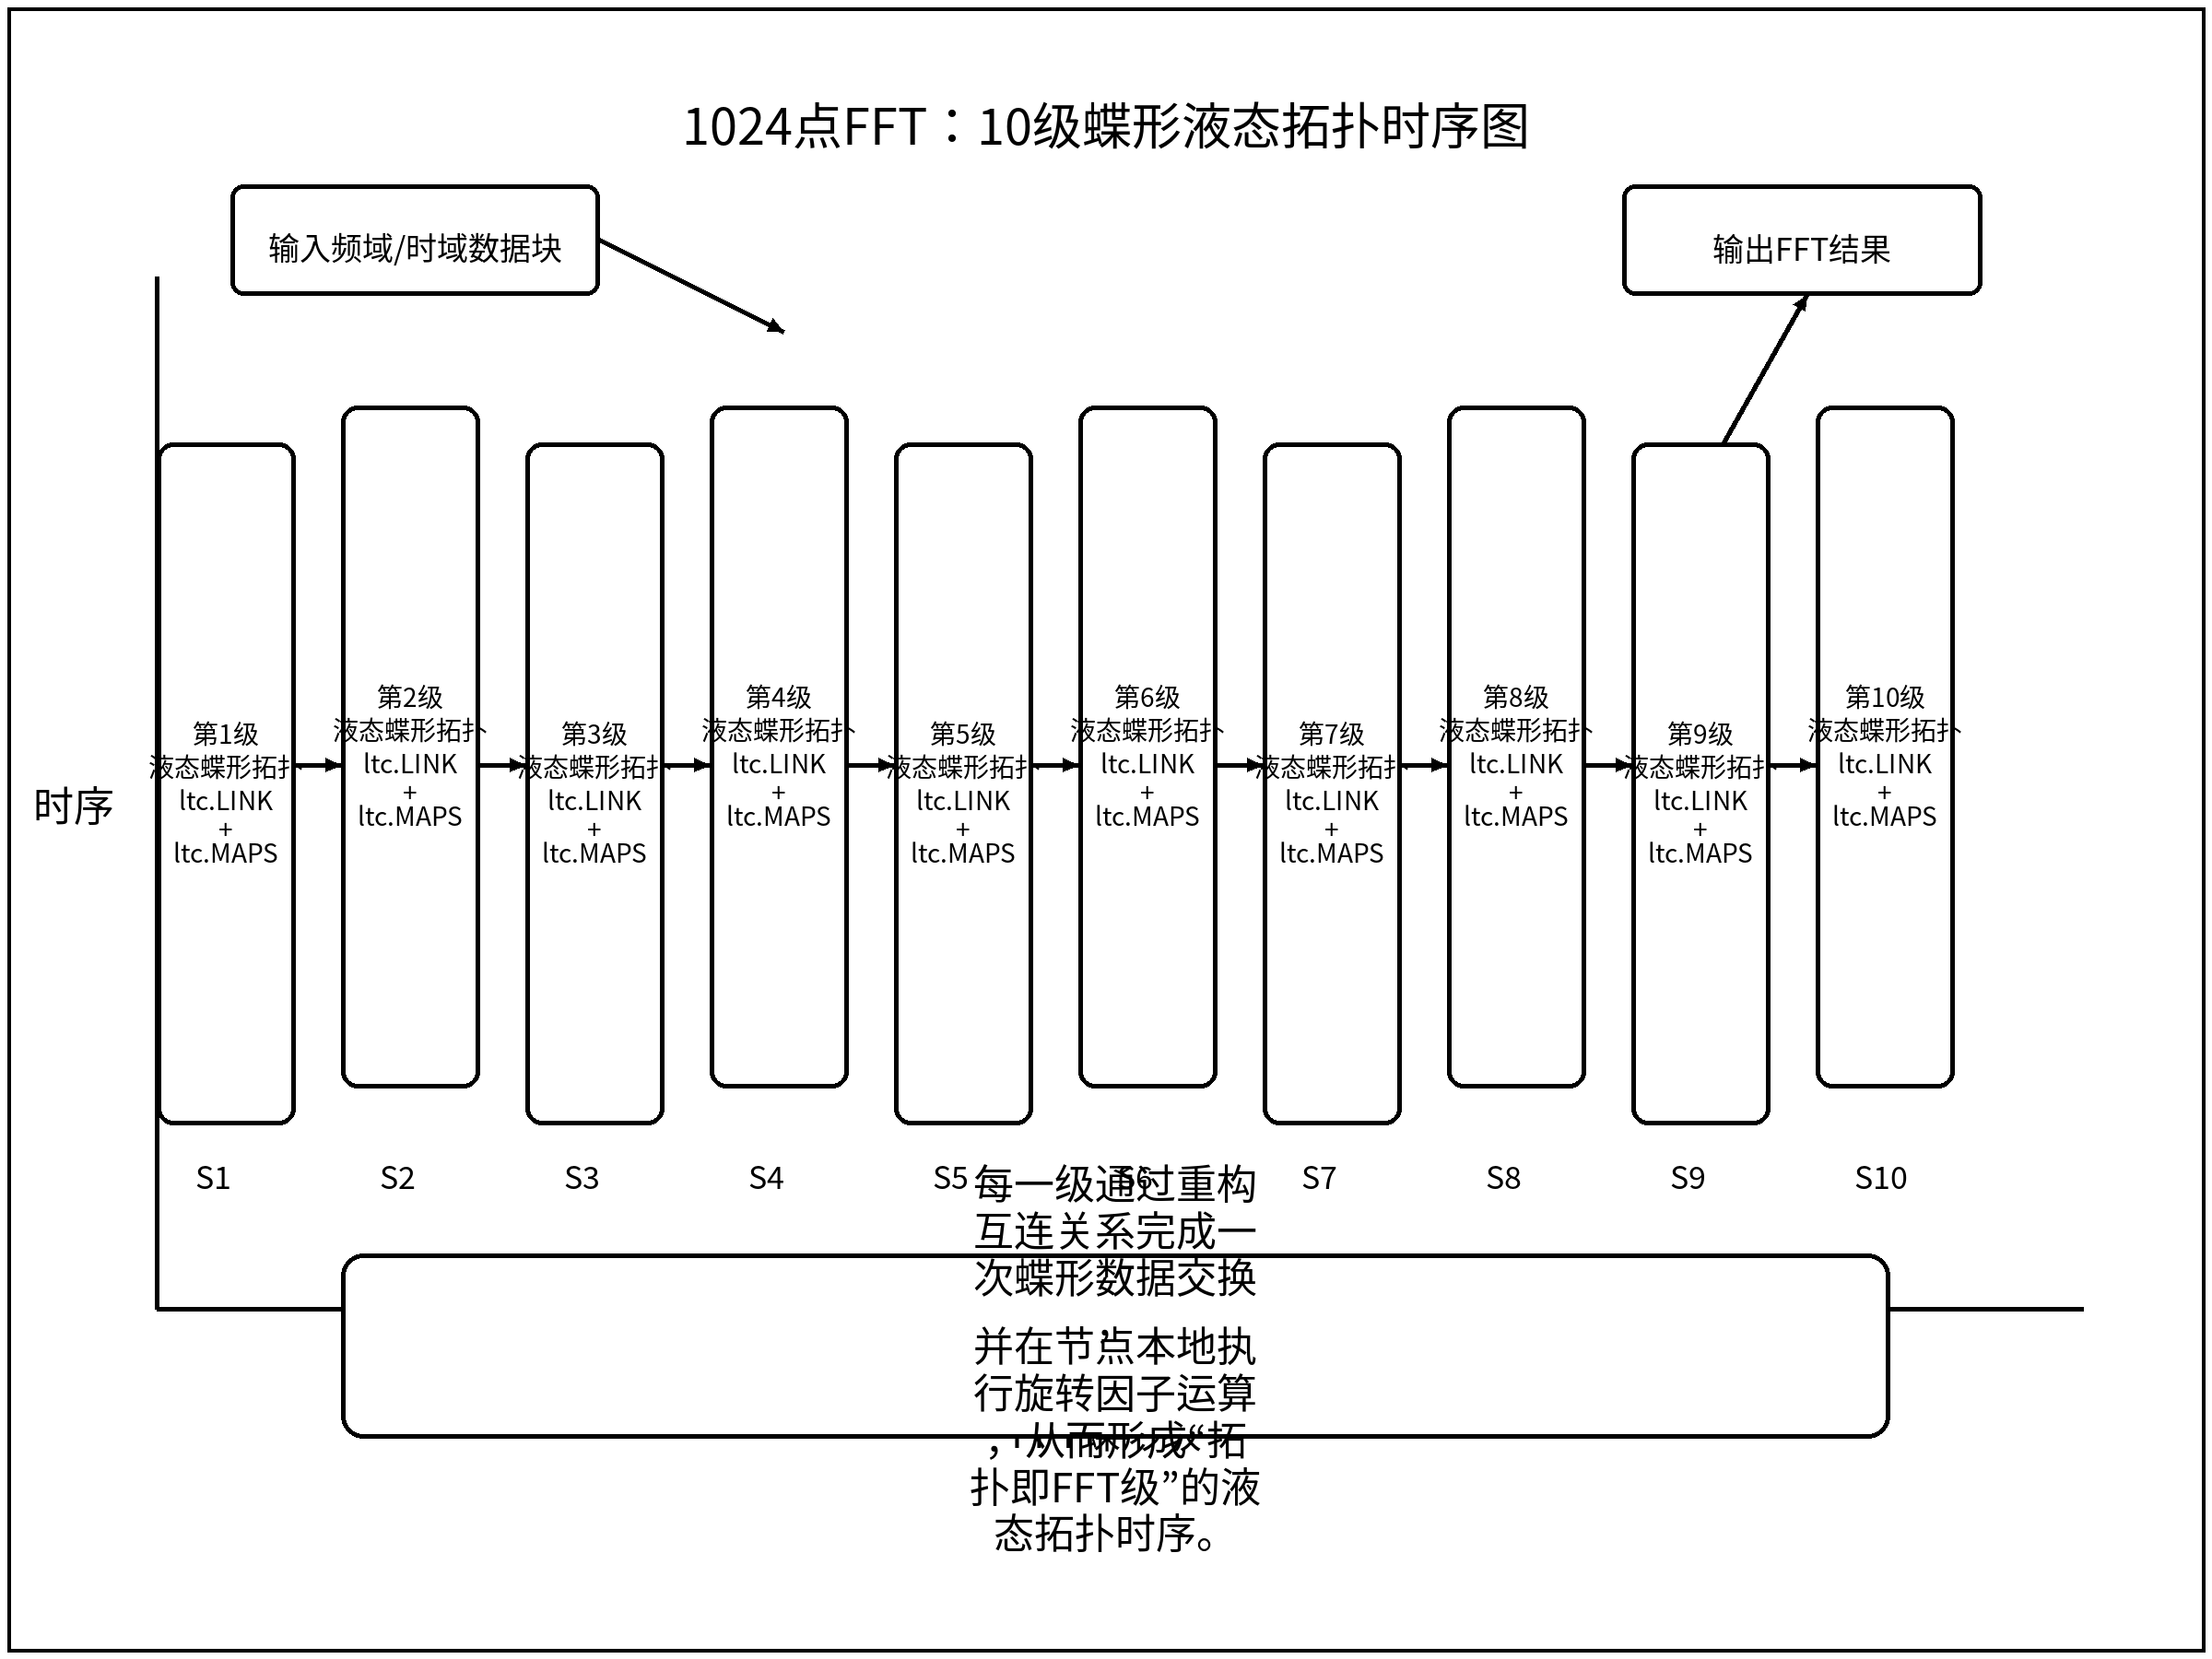 1024点FFT：10级蝶形液态拓扑时序图
输入频域/时域数据块
输出FFT结果
时序
第1级
液态蝶形拓扑
ltc.LINK
+
ltc.MAPS
第2级
液态蝶形拓扑
ltc.LINK
+
ltc.MAPS
第3级
液态蝶形拓扑
ltc.LINK
+
ltc.MAPS
第4级
液态蝶形拓扑
ltc.LINK
+
ltc.MAPS
第5级
液态蝶形拓扑
ltc.LINK
+
ltc.MAPS
第6级
液态蝶形拓扑
ltc.LINK
+
ltc.MAPS
第7级
液态蝶形拓扑
ltc.LINK
+
ltc.MAPS
第8级
液态蝶形拓扑
ltc.LINK
+
ltc.MAPS
第9级
液态蝶形拓扑
ltc.LINK
+
ltc.MAPS
第10级
液态蝶形拓扑
ltc.LINK
+
ltc.MAPS
S1
S2
S3
S4
S5
S6
S7
S8
S9
S10
每一级通过重构
互连关系完成一
次蝶形数据交换
，
并在节点本地执
行旋转因子运算
，从而形成“拓
扑即FFT级”的液
态拓扑时序。